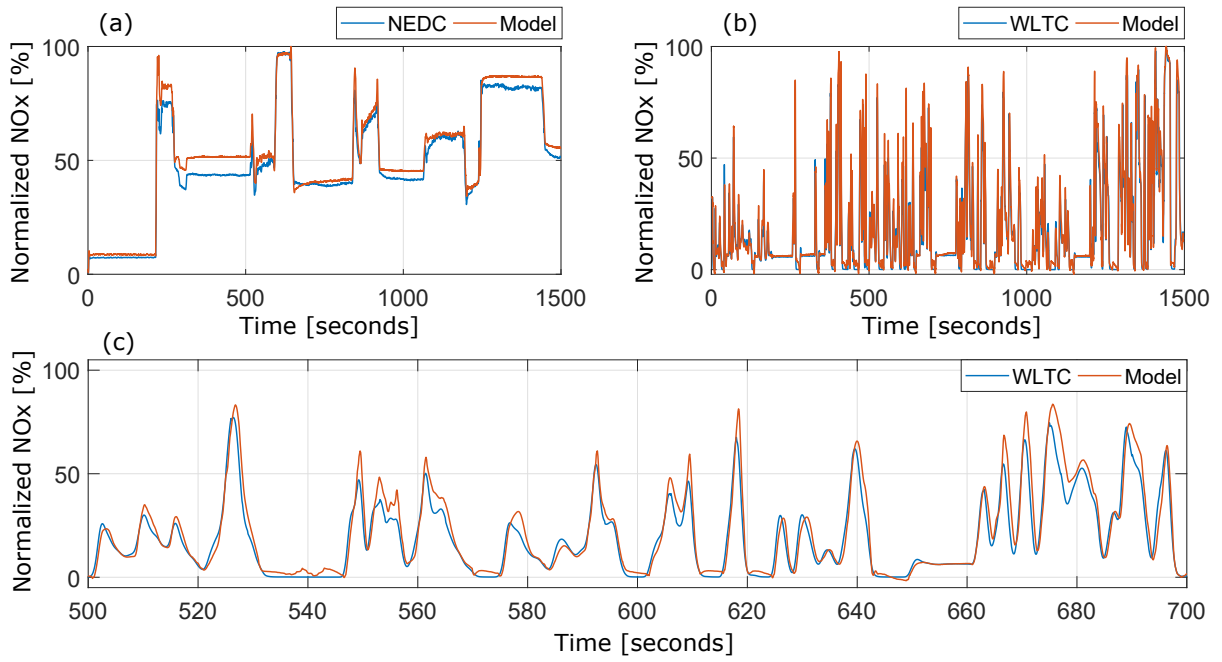 (a)
NEDC Model
Normalized NOx [%]
100
50
0
0 500 1000 1500
Time [seconds]
(b)
WLTC Model
Normalized NOx [%]
100
50
0
0 500 1000 1500
Time [seconds]
(c)
WLTC Model
Normalized NOx [%]
100
50
0
500 520 540 560 580 600 620 640 660 680 700
Time [seconds]